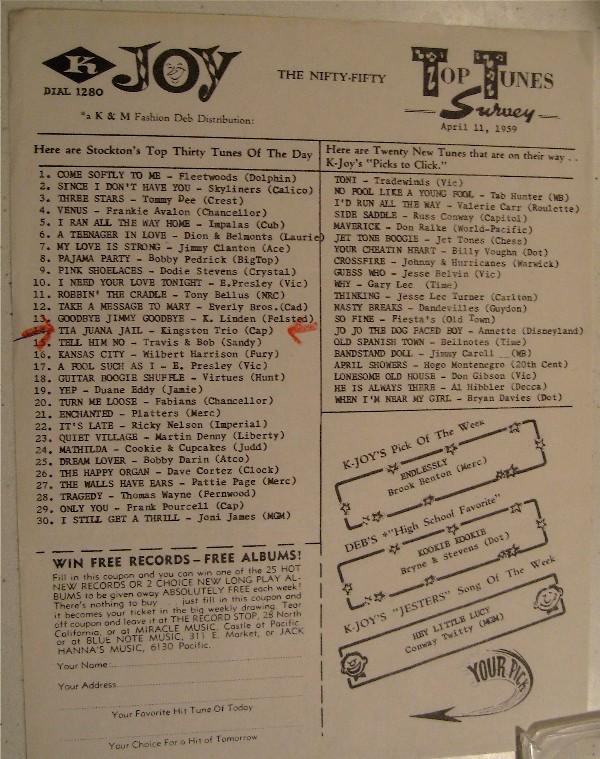 K JOY
DIAL 1280
THE NIFTY-FIFTY
TOP TUNES
Survey
April 11, 1959
*a K & M Fashion Deb Distribution:
Here are Stockton's Top Thirty Tunes Of The Day
1. COME SOFTLY TO ME - Fleetwoods (Dolphin)
2. SINCE I DON'T HAVE YOU - Skyliners (Calico)
3. THREE STARS - Tommy Dee (Crest)
4. VENUS - Frankie Avalon (Chancellor)
5. I RAN ALL THE WAY HOME - Impalas (Cub)
6. A TEENAGER IN LOVE - Dion & Belmonts (Laurie)
7. MY LOVE IS STRONG - Jimmy Clanton (Ace)
8. PAJAMA PARTY - Bobby Pedrick (BigTop)
9. PINK SHOELACES - Dodie Stevens (Crystal)
10. I NEED YOUR LOVE TONIGHT - E.Presley (Vic)
11. ROBBIN' THE CRADLE - Tony Bellus (NRC)
12. TAKE A MESSAGE TO MARY - Everly Bros.(Cad)
13. GOODBYE JIMMY GOODBYE - K. Linden (Felsted)
14. TIA JUANA JAIL - Kingston Trio (Cap)
15. TELL HIM NO - Travis & Bob (Sandy)
16. KANSAS CITY - Wilbert Harrison (Fury)
17. A FOOL SUCH AS I - E. Presley (Vic)
18. GUITAR BOOGIE SHUFFLE - Virtues (Hunt)
19. YEP - Duane Eddy (Jamie)
20. TURN ME LOOSE - Fabians (Chancellor)
21. ENCHANTED - Platters (Merc)
22. IT'S LATE - Ricky Nelson (Imperial)
23. QUIET VILLAGE - Martin Denny (Liberty)
24. MATHILDA - Cookie & Cupcakes (Judd)
25. DREAM LOVER - Bobby Darin (Atco)
26. THE HAPPY ORGAN - Dave Cortez (Clock)
27. THE WALLS HAVE EARS - Pattie Page (Merc)
28. TRAGEDY - Thomas Wayne (Fernwood)
29. ONLY YOU - Frank Pourcell (Cap)
30. I STILL GET A THRILL - Joni James (MGM)
WIN FREE RECORDS - FREE ALBUMS!
Fill in this coupon and you can win one of the 25 HOT
NEW RECORDS OR 2 CHOICE NEW LONG PLAY AL-
BUMS to be given away ABSOLUTELY FREE each week!
There's nothing to buy . . . just fill in this coupon and
it becomes your ticket in the big weekly drawing. Tear
off coupon and leave it at THE RECORD STOP, 26 North
California, or at MIRACLE MUSIC, Castle at Pacific
or at BLUE NOTE MUSIC, 311 E. Market, or JACK
HANNA'S MUSIC, 6130 Pacific.
Your Name:
Your Address
Your Favorite Hit Tune Of Today
Your Choice For a Hit of Tomorrow
Here are Twenty New Tunes that are on their way . .
K-Joy's "Picks to Click."
TONI - Tradewinds (Vic)
NO FOOL LIKE A YOUNG FOOL - Tab Hunter (WB)
I'D RUN ALL THE WAY - Valerie Carr (Roulette)
SIDE SADDLE - Russ Conway (Capitol)
MAVERICK - Don Ralke (World-Pacific)
JET TONE BOOGIE - Jet Tones (Chess)
YOUR CHEATIN HEART - Billy Vaughn (Dot)
CROSSFIRE - Johnny & Hurricanes (Warwick)
GUESS WHO - Jesse Belvin (Vic)
WHY - Gary Lee (Time)
THINKING - Jesse Lee Turner (Carlton)
NASTY BREAKS - Dandevilles (Guydon)
SO FINE - Fiesta's (Old Town)
JO JO THE DOG FACED BOY - Annette (Disneyland)
OLD SPANISH TOWN - Bellnotes (Time)
BANDSTAND DOLL - Jimmy Caroll (WB)
APRIL SHOWERS - Hogo Montenegro (20th Cent)
LONESOME OLD HOUSE - Don Gibson (Vic)
HE IS ALWAYS THERE - Al Hibbler (Decca)
WHEN I'M NEAR MY GIRL - Bryan Davies (Dot)
K-JOY'S Pick Of The Week
ENDLESSLY
Brook Benton (Merc)
DEB'S *"High School Favorite"
KOOKIE KOOKIE
Bryne & Stevens (Dot)
K-JOY'S "JESTERS" Song Of The Week
HEY LITTLE LUCY
Conway Twitty (MGM)
YOUR PICK